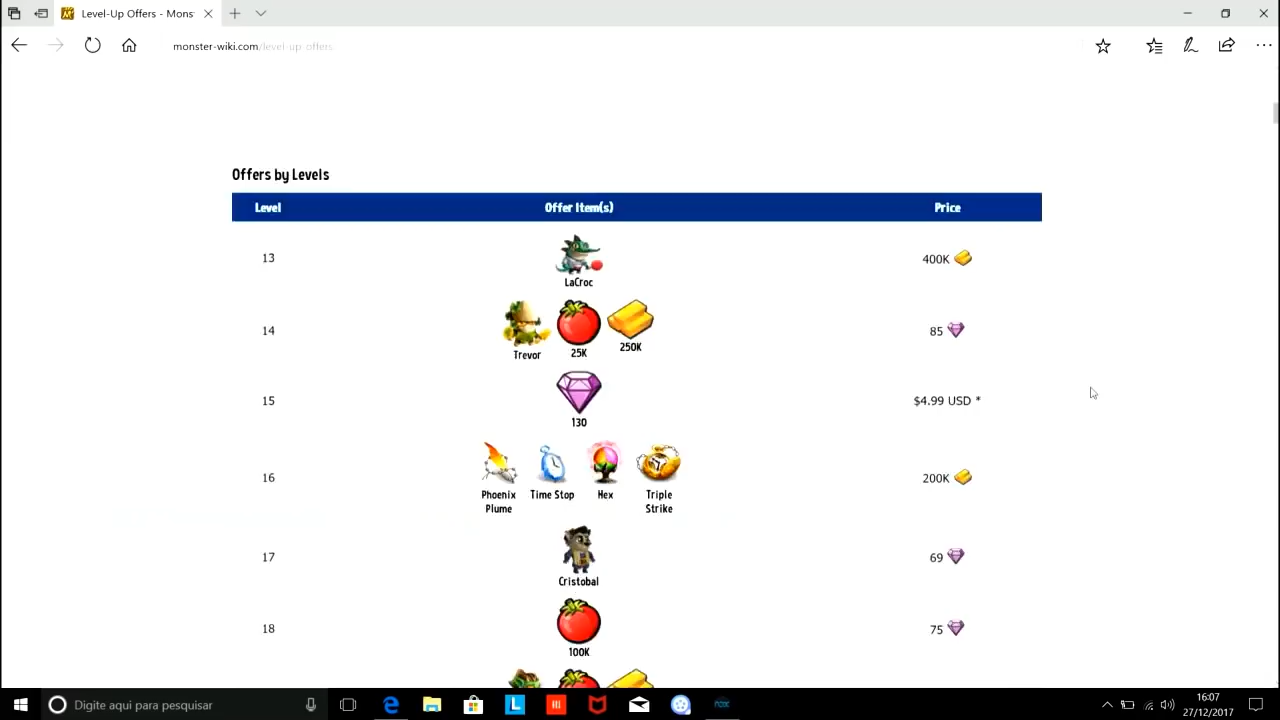 Level-Up Offers - Mons
monster-wiki.com/level-up-offers
Offers by Levels
Level Offer Item(s) Price
13 LaCroc 400K
14 Trevor 25K 250K 85
15 130 $4.99 USD *
16 Phoenix Plume Time Stop Hex Triple Strike 200K
17 Cristobal 69
18 100K 75
Digite aqui para pesquisar
L
nox
16:07
27/12/2017